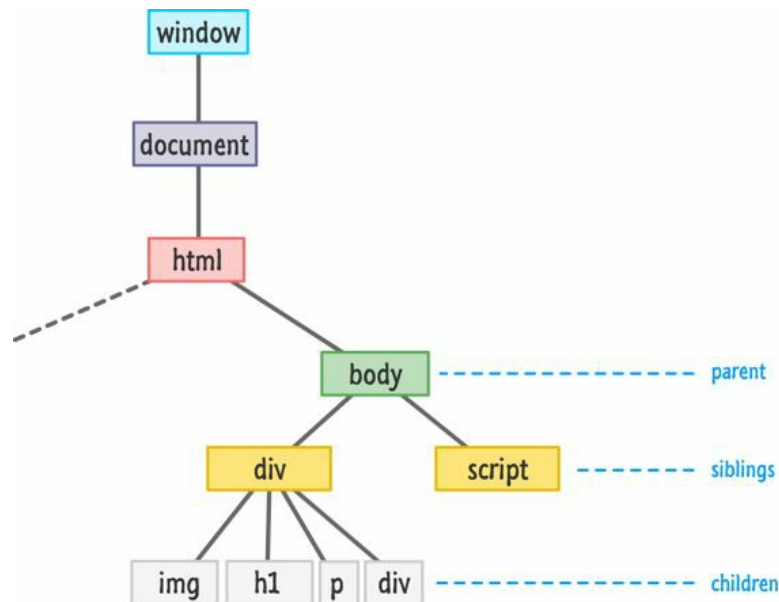 window
document
html
body parent
div script siblings
img h1 p div children